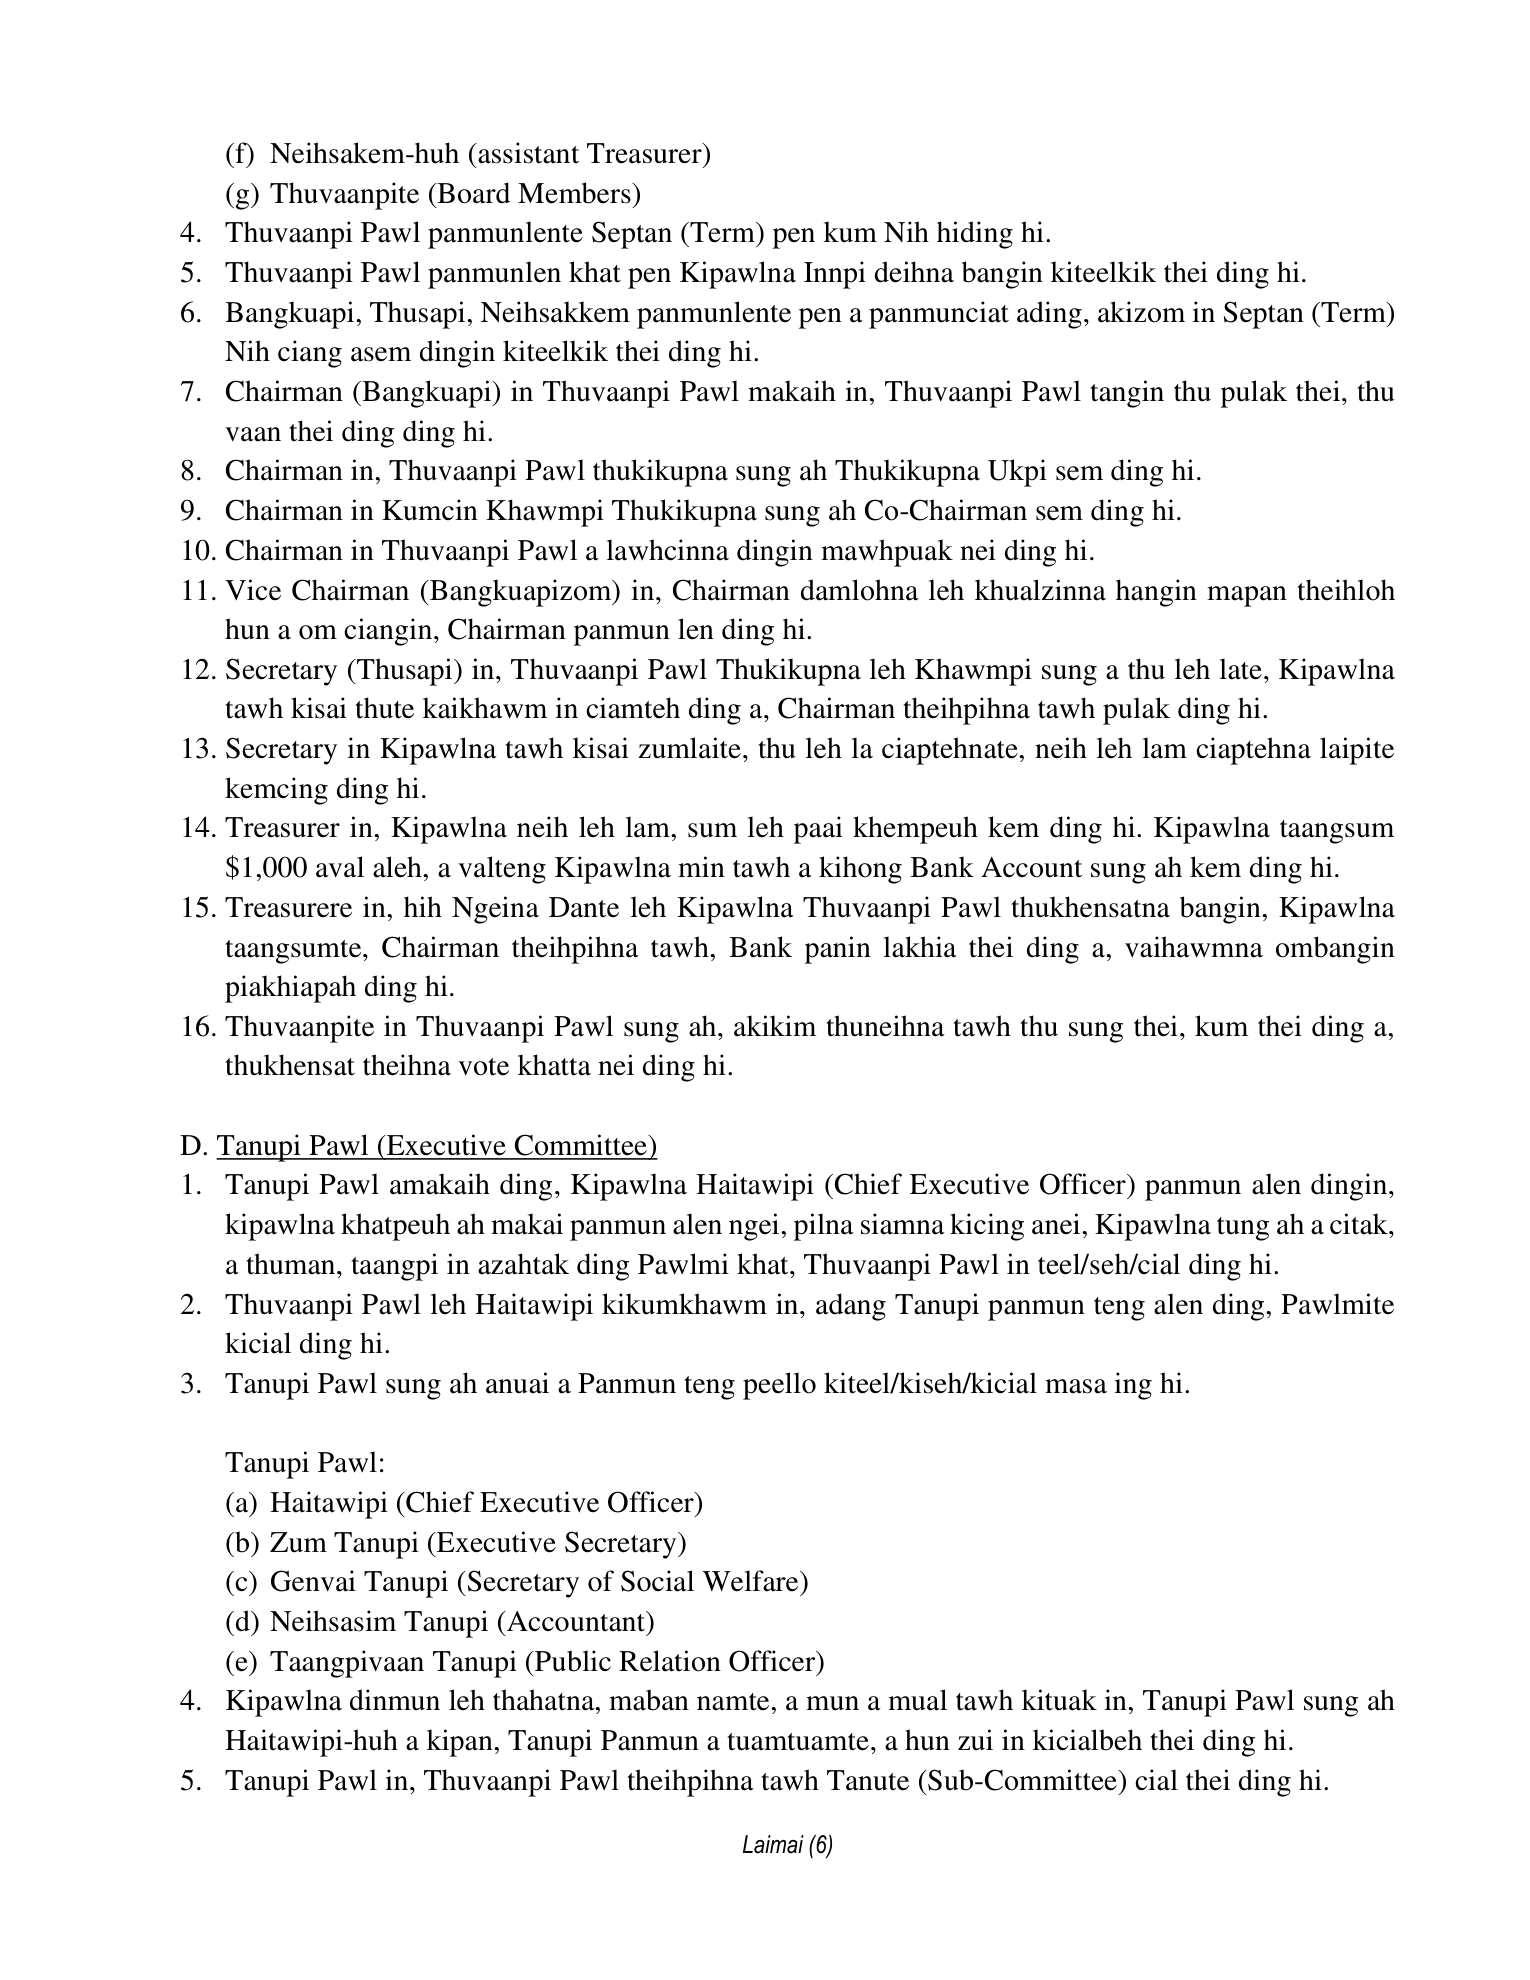 (f) Neihsakem-huh (assistant Treasurer)
(g) Thuvaanpite (Board Members)
4. Thuvaanpi Pawl panmunlente Septan (Term) pen kum Nih hiding hi.
5. Thuvaanpi Pawl panmunlen khat pen Kipawlna Innpi deihna bangin kiteelkik thei ding hi.
6. Bangkuapi, Thusapi, Neihsakkem panmunlente pen a panmunciat ading, akizom in Septan (Term)
Nih ciang asem dingin kiteelkik thei ding hi.
7. Chairman (Bangkuapi) in Thuvaanpi Pawl makaih in, Thuvaanpi Pawl tangin thu pulak thei, thu
vaan thei ding ding hi.
8. Chairman in, Thuvaanpi Pawl thukikupna sung ah Thukikupna Ukpi sem ding hi.
9. Chairman in Kumcin Khawmpi Thukikupna sung ah Co-Chairman sem ding hi.
10. Chairman in Thuvaanpi Pawl a lawhcinna dingin mawhpuak nei ding hi.
11. Vice Chairman (Bangkuapizom) in, Chairman damlohna leh khualzinna hangin mapan theihloh
hun a om ciangin, Chairman panmun len ding hi.
12. Secretary (Thusapi) in, Thuvaanpi Pawl Thukikupna leh Khawmpi sung a thu leh late, Kipawlna
tawh kisai thute kaikhawm in ciamteh ding a, Chairman theihpihna tawh pulak ding hi.
13. Secretary in Kipawlna tawh kisai zumlaite, thu leh la ciaptehnate, neih leh lam ciaptehna laipite
kemcing ding hi.
14. Treasurer in, Kipawlna neih leh lam, sum leh paai khempeuh kem ding hi. Kipawlna taangsum
$1,000 aval aleh, a valteng Kipawlna min tawh a kihong Bank Account sung ah kem ding hi.
15. Treasurere in, hih Ngeina Dante leh Kipawlna Thuvaanpi Pawl thukhensatna bangin, Kipawlna
taangsumte, Chairman theihpihna tawh, Bank panin lakhia thei ding a, vaihawmna ombangin
piakhiapah ding hi.
16. Thuvaanpite in Thuvaanpi Pawl sung ah, akikim thuneihna tawh thu sung thei, kum thei ding a,
thukhensat theihna vote khatta nei ding hi.
D. Tanupi Pawl (Executive Committee)
1. Tanupi Pawl amakaih ding, Kipawlna Haitawipi (Chief Executive Officer) panmun alen dingin,
kipawlna khatpeuh ah makai panmun alen ngei, pilna siamna kicing anei, Kipawlna tung ah a citak,
a thuman, taangpi in azahtak ding Pawlmi khat, Thuvaanpi Pawl in teel/seh/cial ding hi.
2. Thuvaanpi Pawl leh Haitawipi kikumkhawm in, adang Tanupi panmun teng alen ding, Pawlmite
kicial ding hi.
3. Tanupi Pawl sung ah anuai a Panmun teng peello kiteel/kiseh/kicial masa ing hi.
Tanupi Pawl:
(a) Haitawipi (Chief Executive Officer)
(b) Zum Tanupi (Executive Secretary)
(c) Genvai Tanupi (Secretary of Social Welfare)
(d) Neihsasim Tanupi (Accountant)
(e) Taangpivaan Tanupi (Public Relation Officer)
4. Kipawlna dinmun leh thahatna, maban namte, a mun a mual tawh kituak in, Tanupi Pawl sung ah
Haitawipi-huh a kipan, Tanupi Panmun a tuamtuamte, a hun zui in kicialbeh thei ding hi.
5. Tanupi Pawl in, Thuvaanpi Pawl theihpihna tawh Tanute (Sub-Committee) cial thei ding hi.
Laimai (6)